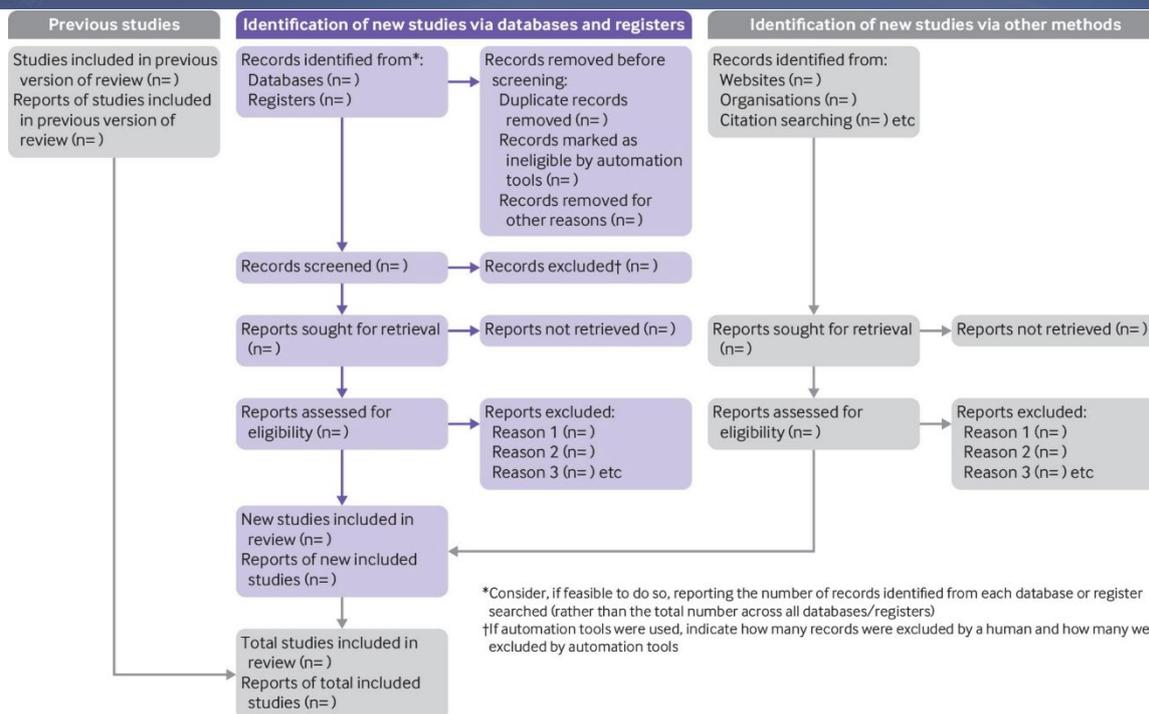 Previous studies
Studies included in previous
version of review (n= )
Reports of studies included
in previous version of
review (n= )
Identification of new studies via databases and registers
Records identified from*:
Databases (n= )
Registers (n= )
Records removed before
screening:
Duplicate records
removed (n= )
Records marked as
ineligible by automation
tools (n= )
Records removed for
other reasons (n= )
Records screened (n= )
Records excluded† (n= )
Reports sought for retrieval
(n= )
Reports not retrieved (n= )
Reports assessed for
eligibility (n= )
Reports excluded:
Reason 1 (n= )
Reason 2 (n= )
Reason 3 (n= ) etc
New studies included in
review (n= )
Reports of new included
studies (n= )
Total studies included in
review (n= )
Reports of total included
studies (n= )
Identification of new studies via other methods
Records identified from:
Websites (n= )
Organisations (n= )
Citation searching (n= ) etc
Reports sought for retrieval
(n= )
Reports not retrieved (n= )
Reports assessed for
eligibility (n= )
Reports excluded:
Reason 1 (n= )
Reason 2 (n= )
Reason 3 (n= ) etc
*Consider, if feasible to do so, reporting the number of records identified from each database or register
searched (rather than the total number across all databases/registers)
†If automation tools were used, indicate how many records were excluded by a human and how many we
excluded by automation tools